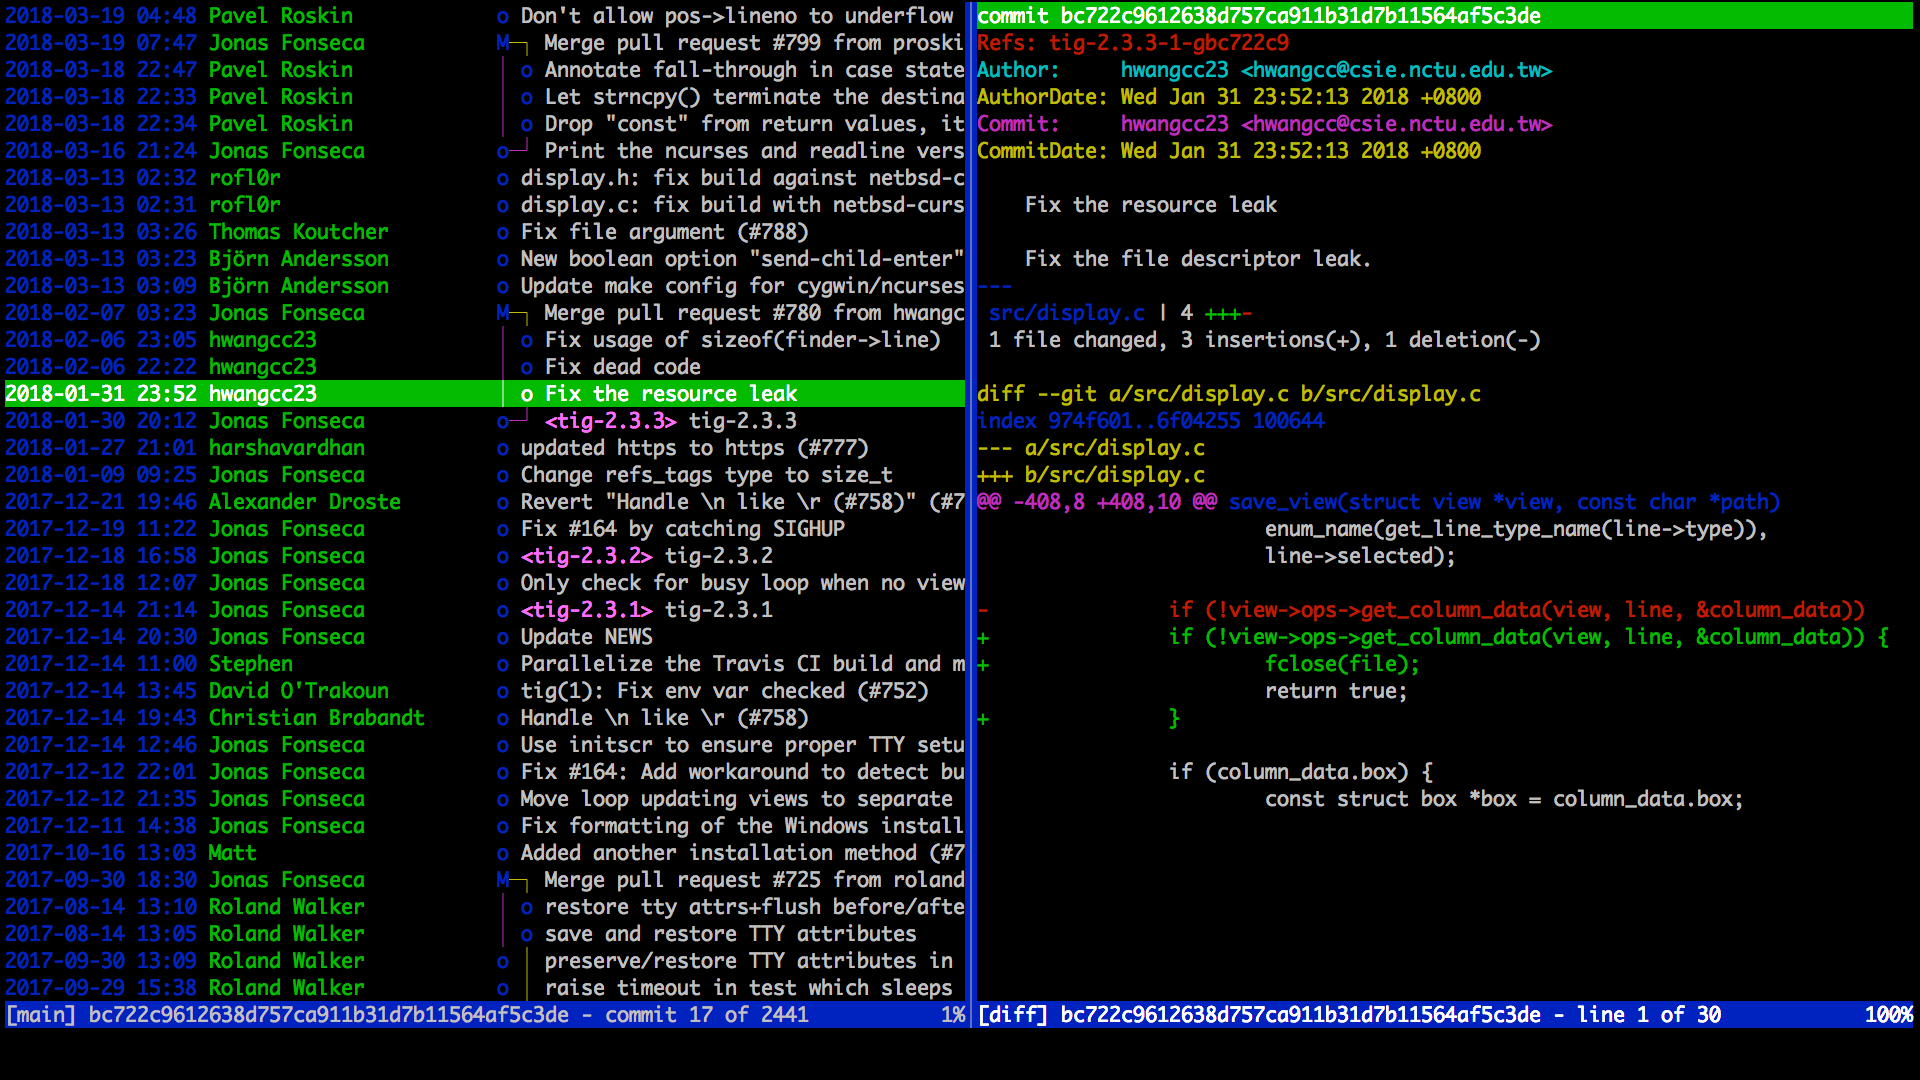 2018-03-19 04:48 Pavel Roskin o Don't allow pos->lineno to underflow
2018-03-19 07:47 Jonas Fonseca M─┐ Merge pull request #799 from proski
2018-03-18 22:47 Pavel Roskin │ o Annotate fall-through in case state
2018-03-18 22:33 Pavel Roskin │ o Let strncpy() terminate the destina
2018-03-18 22:34 Pavel Roskin │ o Drop "const" from return values, it
2018-03-16 21:24 Jonas Fonseca o─┘ Print the ncurses and readline vers
2018-03-13 02:32 rofl0r o display.h: fix build against netbsd-c
2018-03-13 02:31 rofl0r o display.c: fix build with netbsd-curs
2018-03-13 03:26 Thomas Koutcher o Fix file argument (#788)
2018-03-13 03:23 Björn Andersson o New boolean option "send-child-enter"
2018-03-13 03:09 Björn Andersson o Update make config for cygwin/ncurses
2018-02-07 03:23 Jonas Fonseca M─┐ Merge pull request #780 from hwangc
2018-02-06 23:05 hwangcc23 │ o Fix usage of sizeof(finder->line)
2018-02-06 22:22 hwangcc23 │ o Fix dead code
2018-01-31 23:52 hwangcc23 │ o Fix the resource leak
2018-01-30 20:12 Jonas Fonseca o─┘ <tig-2.3.3> tig-2.3.3
2018-01-27 21:01 harshavardhan o updated https to https (#777)
2018-01-09 09:25 Jonas Fonseca o Change refs_tags type to size_t
2017-12-21 19:46 Alexander Droste o Revert "Handle \n like \r (#758)" (#7
2017-12-19 11:22 Jonas Fonseca o Fix #164 by catching SIGHUP
2017-12-18 16:58 Jonas Fonseca o <tig-2.3.2> tig-2.3.2
2017-12-18 12:07 Jonas Fonseca o Only check for busy loop when no view
2017-12-14 21:14 Jonas Fonseca o <tig-2.3.1> tig-2.3.1
2017-12-14 20:30 Jonas Fonseca o Update NEWS
2017-12-14 11:00 Stephen o Parallelize the Travis CI build and m
2017-12-14 13:45 David O'Trakoun o tig(1): Fix env var checked (#752)
2017-12-14 19:43 Christian Brabandt o Handle \n like \r (#758)
2017-12-14 12:46 Jonas Fonseca o Use initscr to ensure proper TTY setu
2017-12-12 22:01 Jonas Fonseca o Fix #164: Add workaround to detect bu
2017-12-12 21:35 Jonas Fonseca o Move loop updating views to separate
2017-12-11 14:38 Jonas Fonseca o Fix formatting of the Windows install
2017-10-16 13:03 Matt o Added another installation method (#7
2017-09-30 18:30 Jonas Fonseca M─┐ Merge pull request #725 from roland
2017-08-14 13:10 Roland Walker │ o restore tty attrs+flush before/afte
2017-08-14 13:05 Roland Walker │ o save and restore TTY attributes
2017-09-30 13:09 Roland Walker o │ preserve/restore TTY attributes in
2017-09-29 15:38 Roland Walker o │ raise timeout in test which sleeps
[main] bc722c9612638d757ca911b31d7b11564af5c3de - commit 17 of 2441 1%
commit bc722c9612638d757ca911b31d7b11564af5c3de
Refs: tig-2.3.3-1-gbc722c9
Author: hwangcc23 <hwangcc@csie.nctu.edu.tw>
AuthorDate: Wed Jan 31 23:52:13 2018 +0800
Commit: hwangcc23 <hwangcc@csie.nctu.edu.tw>
CommitDate: Wed Jan 31 23:52:13 2018 +0800
Fix the resource leak
Fix the file descriptor leak.
---
src/display.c | 4 +++-
1 file changed, 3 insertions(+), 1 deletion(-)
diff --git a/src/display.c b/src/display.c
index 974f601..6f04255 100644
--- a/src/display.c
+++ b/src/display.c
@@ -408,8 +408,10 @@ save_view(struct view *view, const char *path)
enum_name(get_line_type_name(line->type)),
line->selected);
- if (!view->ops->get_column_data(view, line, &column_data))
+ if (!view->ops->get_column_data(view, line, &column_data)) {
+ fclose(file);
return true;
+ }
if (column_data.box) {
const struct box *box = column_data.box;
[diff] bc722c9612638d757ca911b31d7b11564af5c3de - line 1 of 30 100%